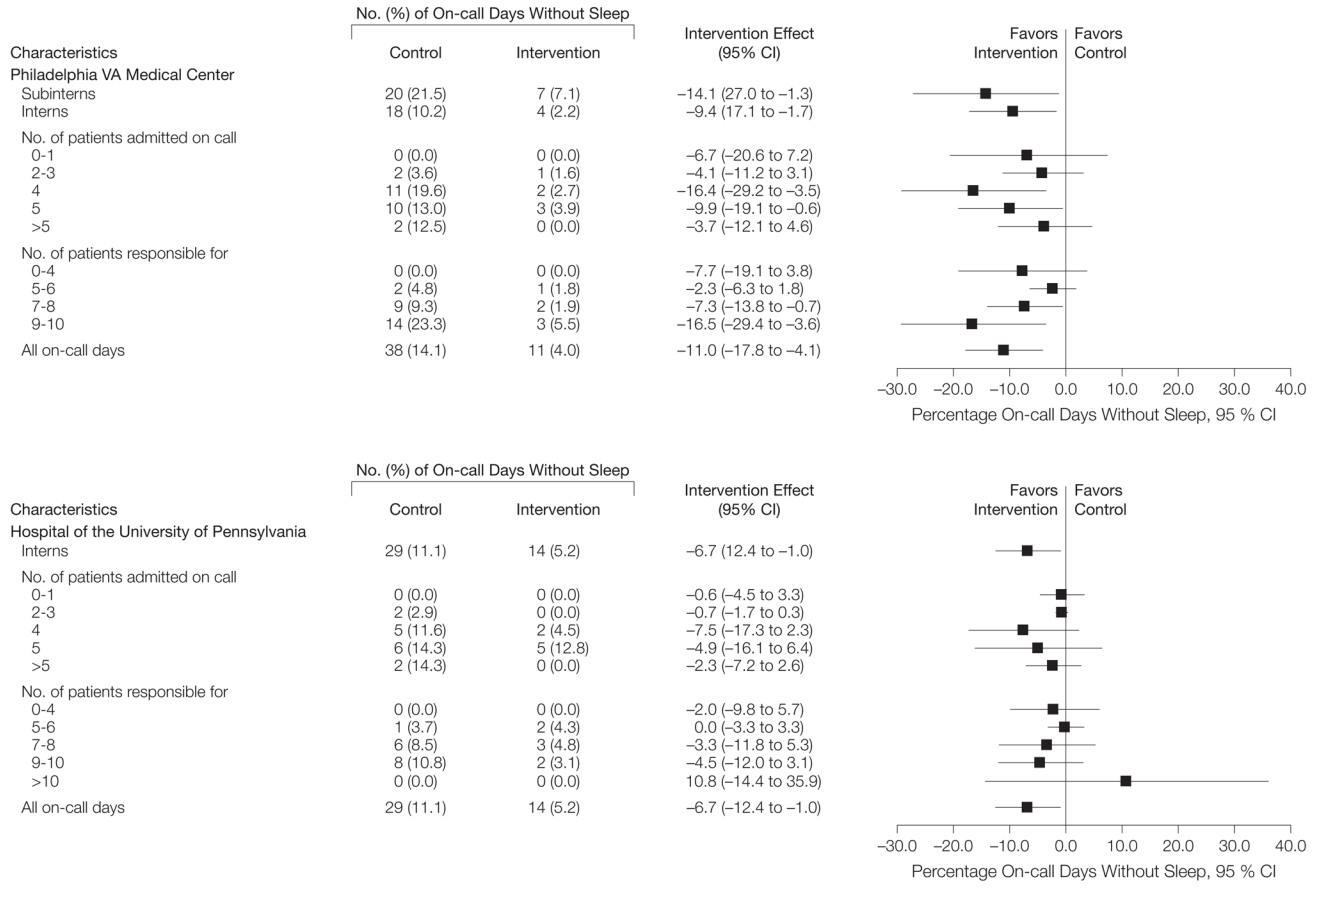 No. (%) of On-call Days Without Sleep
Characteristics Control Intervention Intervention Effect (95% CI) Favors Intervention Favors Control
Philadelphia VA Medical Center
Subinterns 20 (21.5) 7 (7.1) –14.1 (27.0 to –1.3)
Interns 18 (10.2) 4 (2.2) –9.4 (17.1 to –1.7)
No. of patients admitted on call
0-1 0 (0.0) 0 (0.0) –6.7 (–20.6 to 7.2)
2-3 2 (3.6) 1 (1.6) –4.1 (–11.2 to 3.1)
4 11 (19.6) 2 (2.7) –16.4 (–29.2 to –3.5)
5 10 (13.0) 3 (3.9) –9.9 (–19.1 to –0.6)
>5 2 (12.5) 0 (0.0) –3.7 (–12.1 to 4.6)
No. of patients responsible for
0-4 0 (0.0) 0 (0.0) –7.7 (–19.1 to 3.8)
5-6 2 (4.8) 1 (1.8) –2.3 (–6.3 to 1.8)
7-8 9 (9.3) 2 (1.9) –7.3 (–13.8 to –0.7)
9-10 14 (23.3) 3 (5.5) –16.5 (–29.4 to –3.6)
All on-call days 38 (14.1) 11 (4.0) –11.0 (–17.8 to –4.1)
–30.0 –20.0 –10.0 0.0 10.0 20.0 30.0 40.0
Percentage On-call Days Without Sleep, 95 % CI
No. (%) of On-call Days Without Sleep
Characteristics Control Intervention Intervention Effect (95% CI) Favors Intervention Favors Control
Hospital of the University of Pennsylvania
Interns 29 (11.1) 14 (5.2) –6.7 (12.4 to –1.0)
No. of patients admitted on call
0-1 0 (0.0) 0 (0.0) –0.6 (–4.5 to 3.3)
2-3 2 (2.9) 0 (0.0) –0.7 (–1.7 to 0.3)
4 5 (11.6) 2 (4.5) –7.5 (–17.3 to 2.3)
5 6 (14.3) 5 (12.8) –4.9 (–16.1 to 6.4)
>5 2 (14.3) 0 (0.0) –2.3 (–7.2 to 2.6)
No. of patients responsible for
0-4 0 (0.0) 0 (0.0) –2.0 (–9.8 to 5.7)
5-6 1 (3.7) 2 (4.3) 0.0 (–3.3 to 3.3)
7-8 6 (8.5) 3 (4.8) –3.3 (–11.8 to 5.3)
9-10 8 (10.8) 2 (3.1) –4.5 (–12.0 to 3.1)
>10 0 (0.0) 0 (0.0) 10.8 (–14.4 to 35.9)
All on-call days 29 (11.1) 14 (5.2) –6.7 (–12.4 to –1.0)
–30.0 –20.0 –10.0 0.0 10.0 20.0 30.0 40.0
Percentage On-call Days Without Sleep, 95 % CI